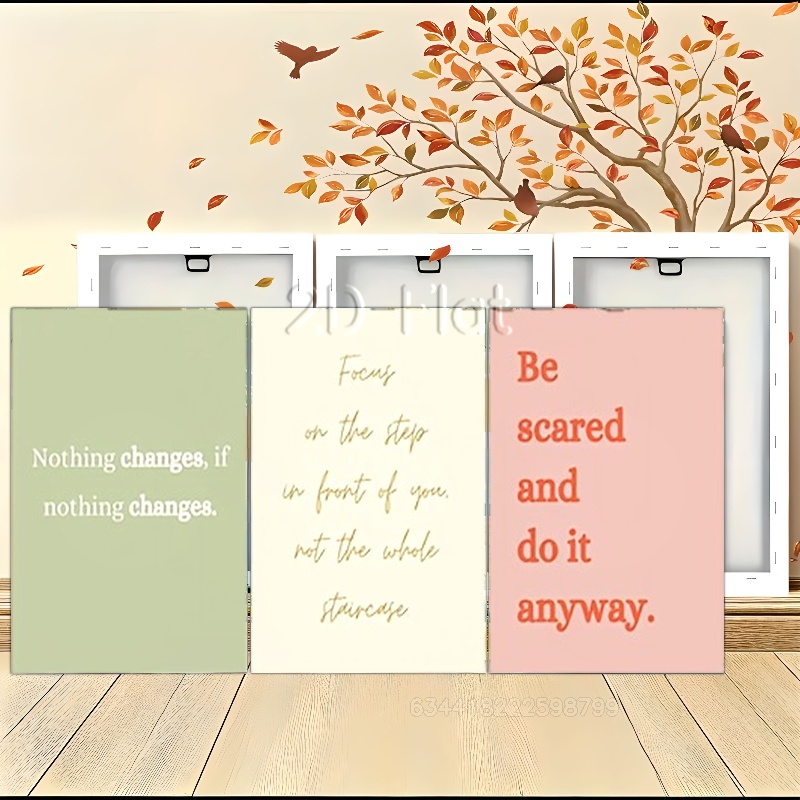 2D Flat
Nothing changes, if
nothing changes.
Focus
on the step
in front of you.
not the whole
staircase
Be
scared
and
do it
anyway.